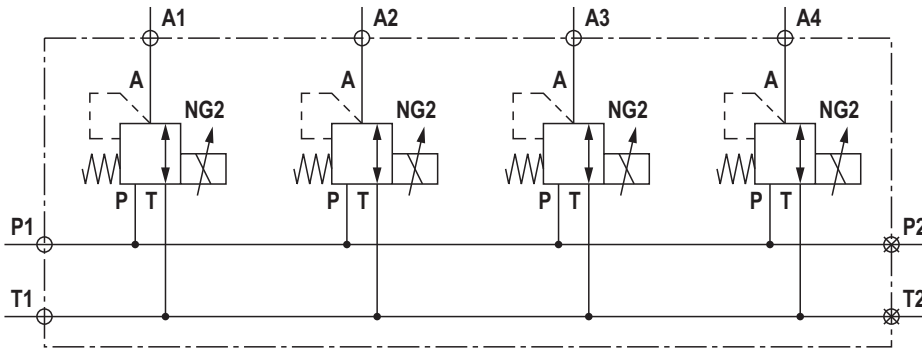 A1 A2 A3 A4
A A A A
NG2 NG2 NG2 NG2
P T P T P T P T
P1 P2
T1 T2